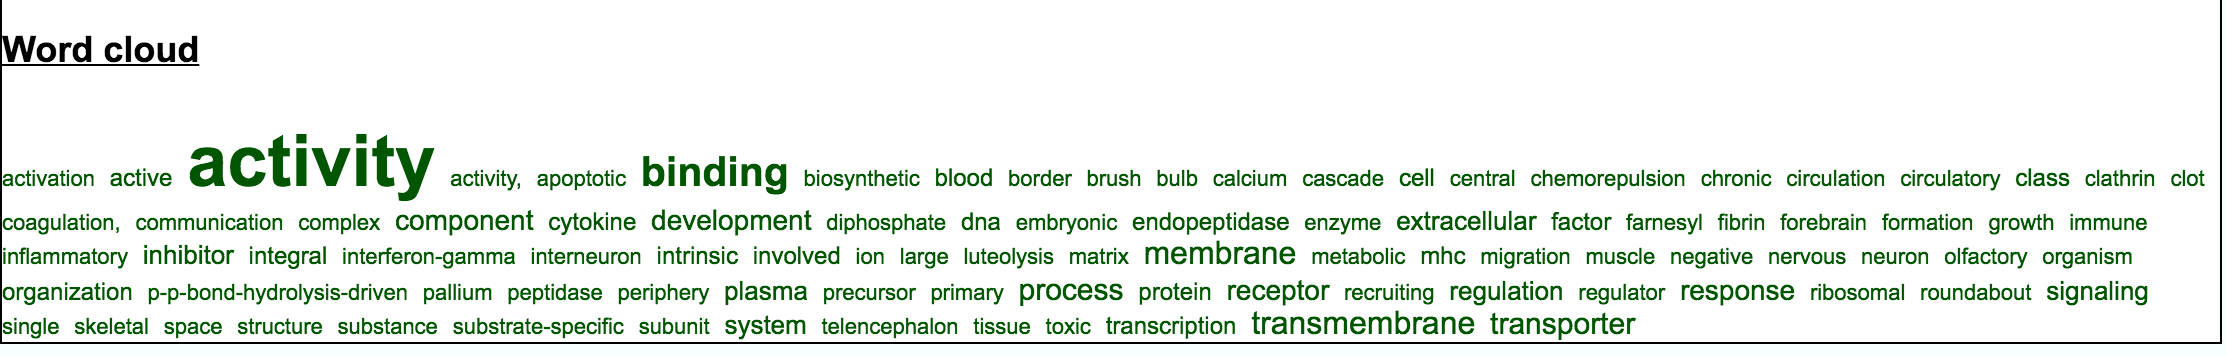 Word cloud
activation active activity activity, apoptotic binding biosynthetic blood border brush bulb calcium cascade cell central chemorepulsion chronic circulation circulatory class clathrin clot
coagulation, communication complex component cytokine development diphosphate dna embryonic endopeptidase enzyme extracellular factor farnesyl fibrin forebrain formation growth immune
inflammatory inhibitor integral interferon-gamma interneuron intrinsic involved ion large luteolysis matrix membrane metabolic mhc migration muscle negative nervous neuron olfactory organism
organization p-p-bond-hydrolysis-driven pallium peptidase periphery plasma precursor primary process protein receptor recruiting regulation regulator response ribosomal roundabout signaling
single skeletal space structure substance substrate-specific subunit system telencephalon tissue toxic transcription transmembrane transporter